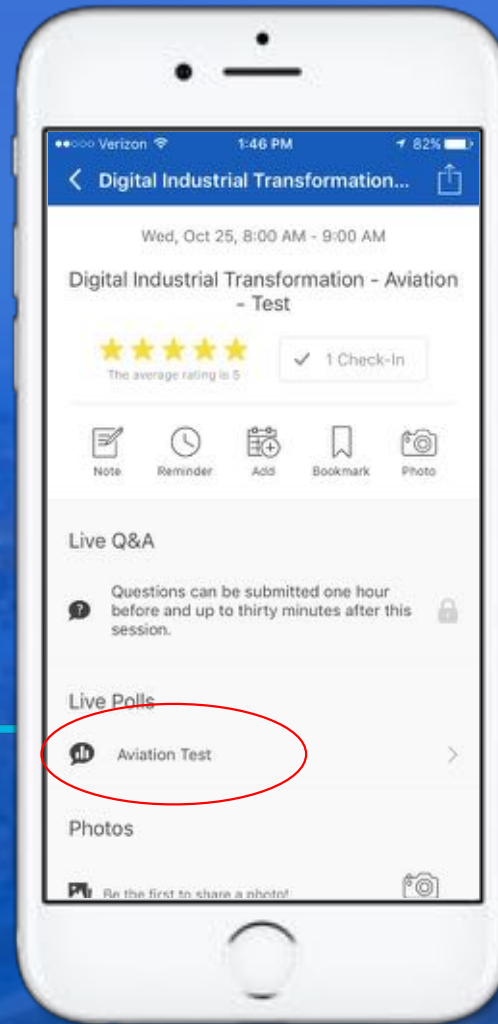 Verizon 1:46 PM 82%
Digital Industrial Transformation...
Wed, Oct 25, 8:00 AM - 9:00 AM
Digital Industrial Transformation - Aviation
- Test
The average rating is 5
1 Check-In
Note Reminder Add Bookmark Photo
Live Q&A
Questions can be submitted one hour
before and up to thirty minutes after this
session.
Live Polls
Aviation Test
Photos
Be the first to share a photo!